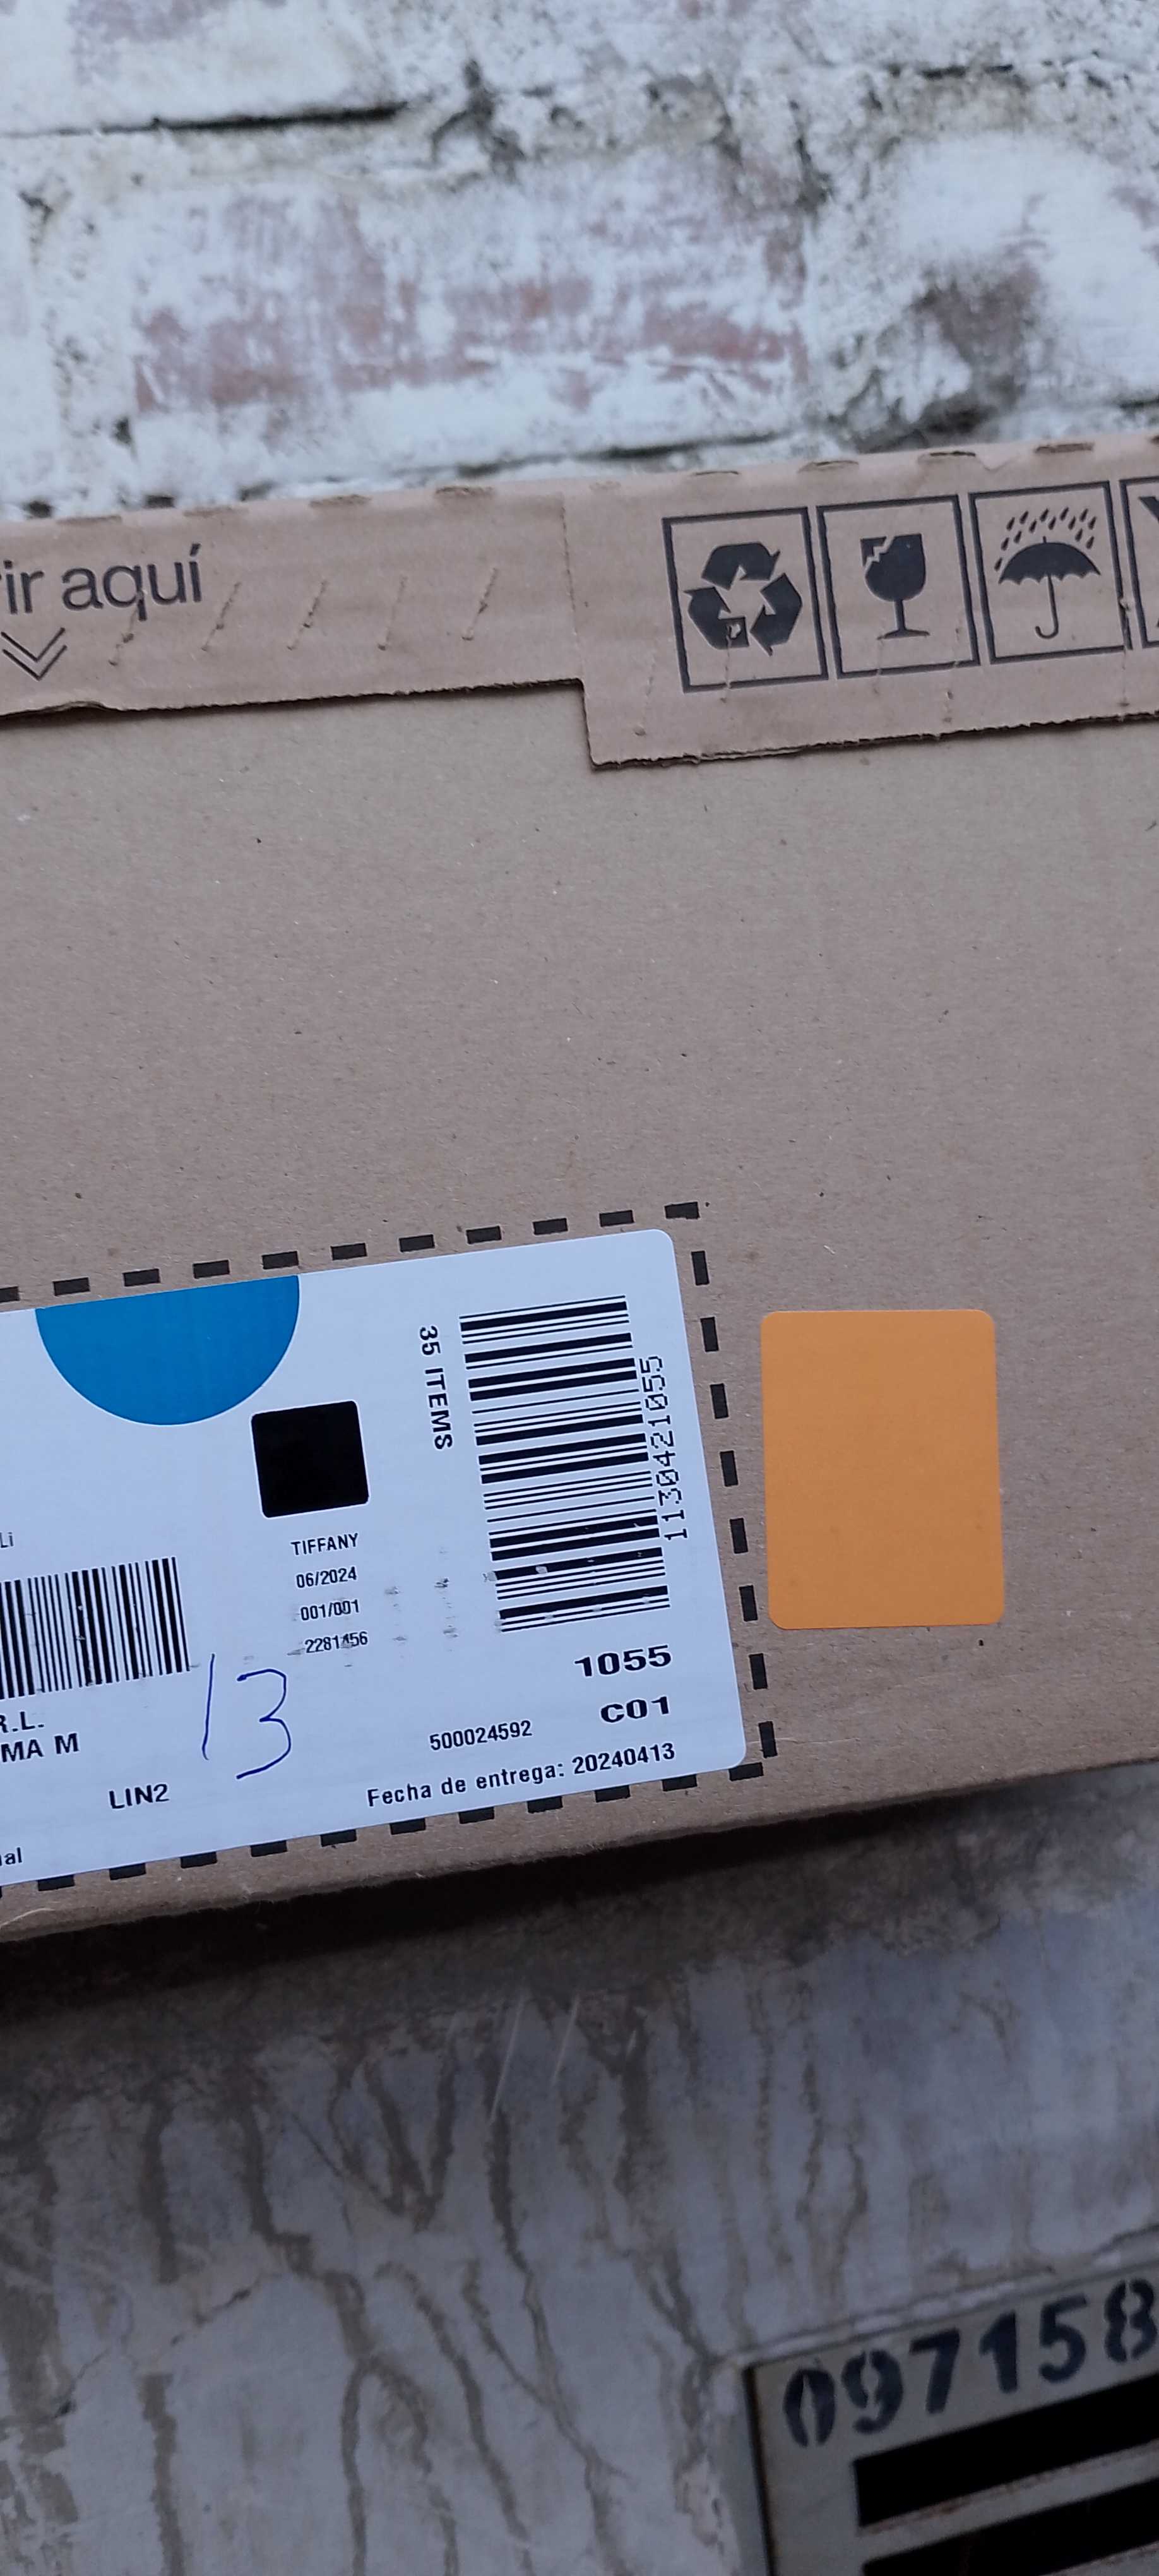 ir aquí
35 ITEMS
1130421055
Li
TIFFANY
06/2024
001/001
2281456
13
R.L.
MA M
LIN2
1055
C01
500024592
Fecha de entrega: 20240413
al
097158